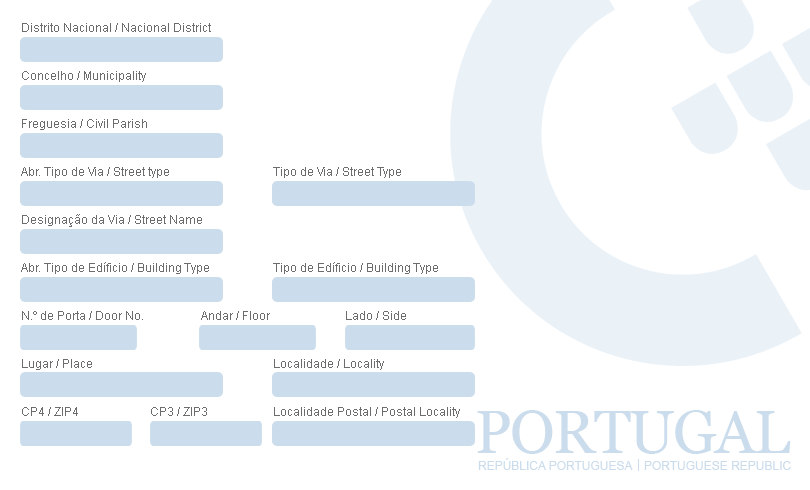 Distrito Nacional / Nacional District
Concelho / Municipality
Freguesia / Civil Parish
Abr. Tipo de Via / Street type
Tipo de Via / Street Type
Designação da Via / Street Name
Abr. Tipo de Edíficio / Building Type
Tipo de Edíficio / Building Type
N.º de Porta / Door No.
Andar / Floor
Lado / Side
Lugar / Place
Localidade / Locality
CP4 / ZIP4
CP3 / ZIP3
Localidade Postal / Postal Locality
PORTUGAL
REPÚBLICA PORTUGUESA | PORTUGUESE REPUBLIC